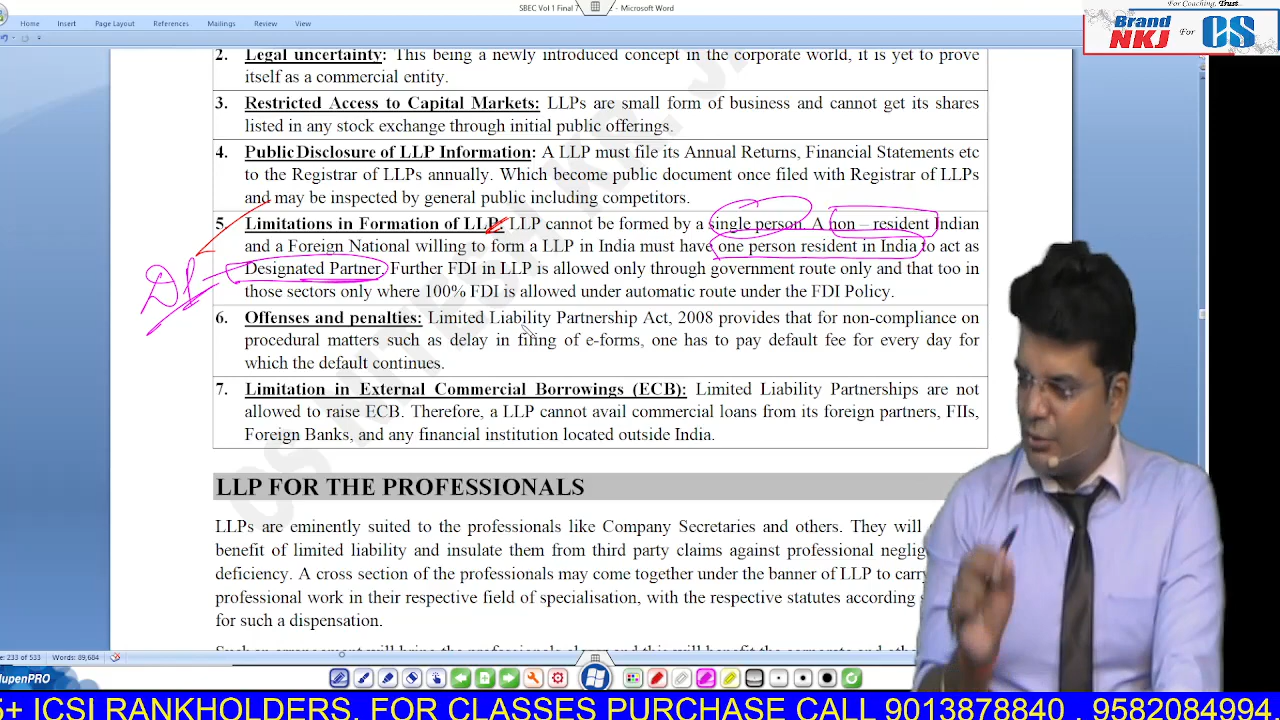 SBEC Vol 1 Final
- Microsoft Word
For Coaching, Trust...
Home Insert Page Layout References Mailings Review View
Brand NKJ For CS
2. Legal uncertainty: This being a newly introduced concept in the corporate world, it is yet to prove
itself as a commercial entity.
3. Restricted Access to Capital Markets: LLPs are small form of business and cannot get its shares
listed in any stock exchange through initial public offerings.
4. Public Disclosure of LLP Information: A LLP must file its Annual Returns, Financial Statements etc
to the Registrar of LLPs annually. Which become public document once filed with Registrar of LLPs
and may be inspected by general public including competitors.
5. Limitations in Formation of LLP: LLP cannot be formed by a single person. A non – resident Indian
and a Foreign National willing to form a LLP in India must have one person resident in India to act as
DP
Designated Partner. Further FDI in LLP is allowed only through government route only and that too in
those sectors only where 100% FDI is allowed under automatic route under the FDI Policy.
6. Offenses and penalties: Limited Liability Partnership Act, 2008 provides that for non-compliance on
procedural matters such as delay in filing of e-forms, one has to pay default fee for every day for
which the default continues.
7. Limitation in External Commercial Borrowings (ECB): Limited Liability Partnerships are not
allowed to raise ECB. Therefore, a LLP cannot avail commercial loans from its foreign partners, FIIs,
Foreign Banks, and any financial institution located outside India.
LLP FOR THE PROFESSIONALS
LLPs are eminently suited to the professionals like Company Secretaries and others. They will
benefit of limited liability and insulate them from third party claims against professional neglig
deficiency. A cross section of the professionals may come together under the banner of LLP to carry
professional work in their respective field of specialisation, with the respective statutes according
for such a dispensation.
e: 233 of 533 Words: 89,684
HupenPRO
5+ ICSI RANKHOLDERS. FOR CLASSES PURCHASE CALL 9013878840 , 9582084994